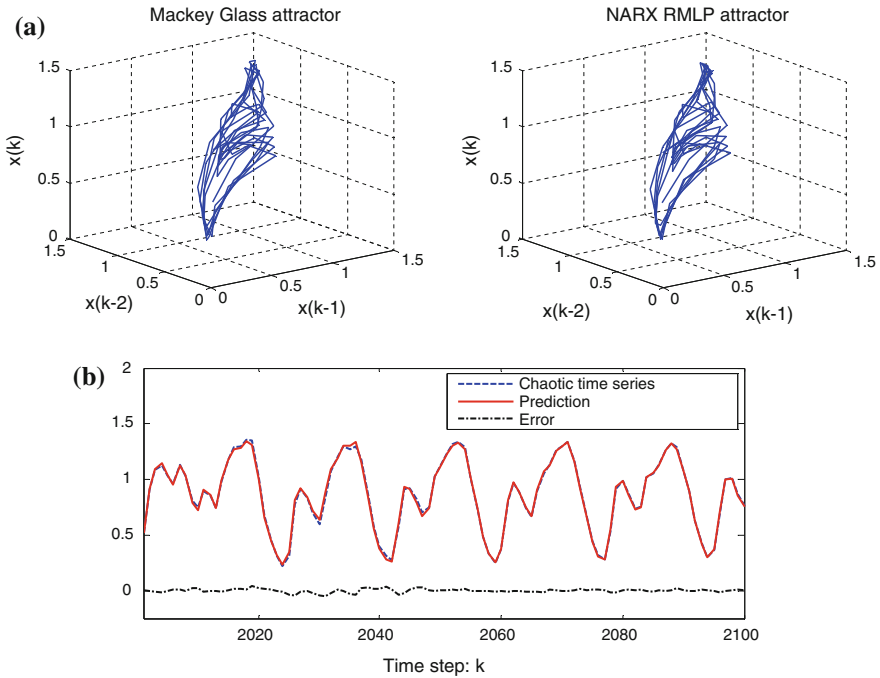 (a)
Mackey Glass attractor
NARX RMLP attractor
1.5
1
0.5
0
x(k)
1.5
1
0.5
0
x(k-2)
0
0.5
1
1.5
x(k-1)
1.5
1
0.5
0
x(k)
1.5
1
0.5
0
x(k-2)
0
0.5
1
1.5
x(k-1)
(b)
2
1.5
1
0.5
0
Chaotic time series
Prediction
Error
2020
2040
2060
2080
2100
Time step: k